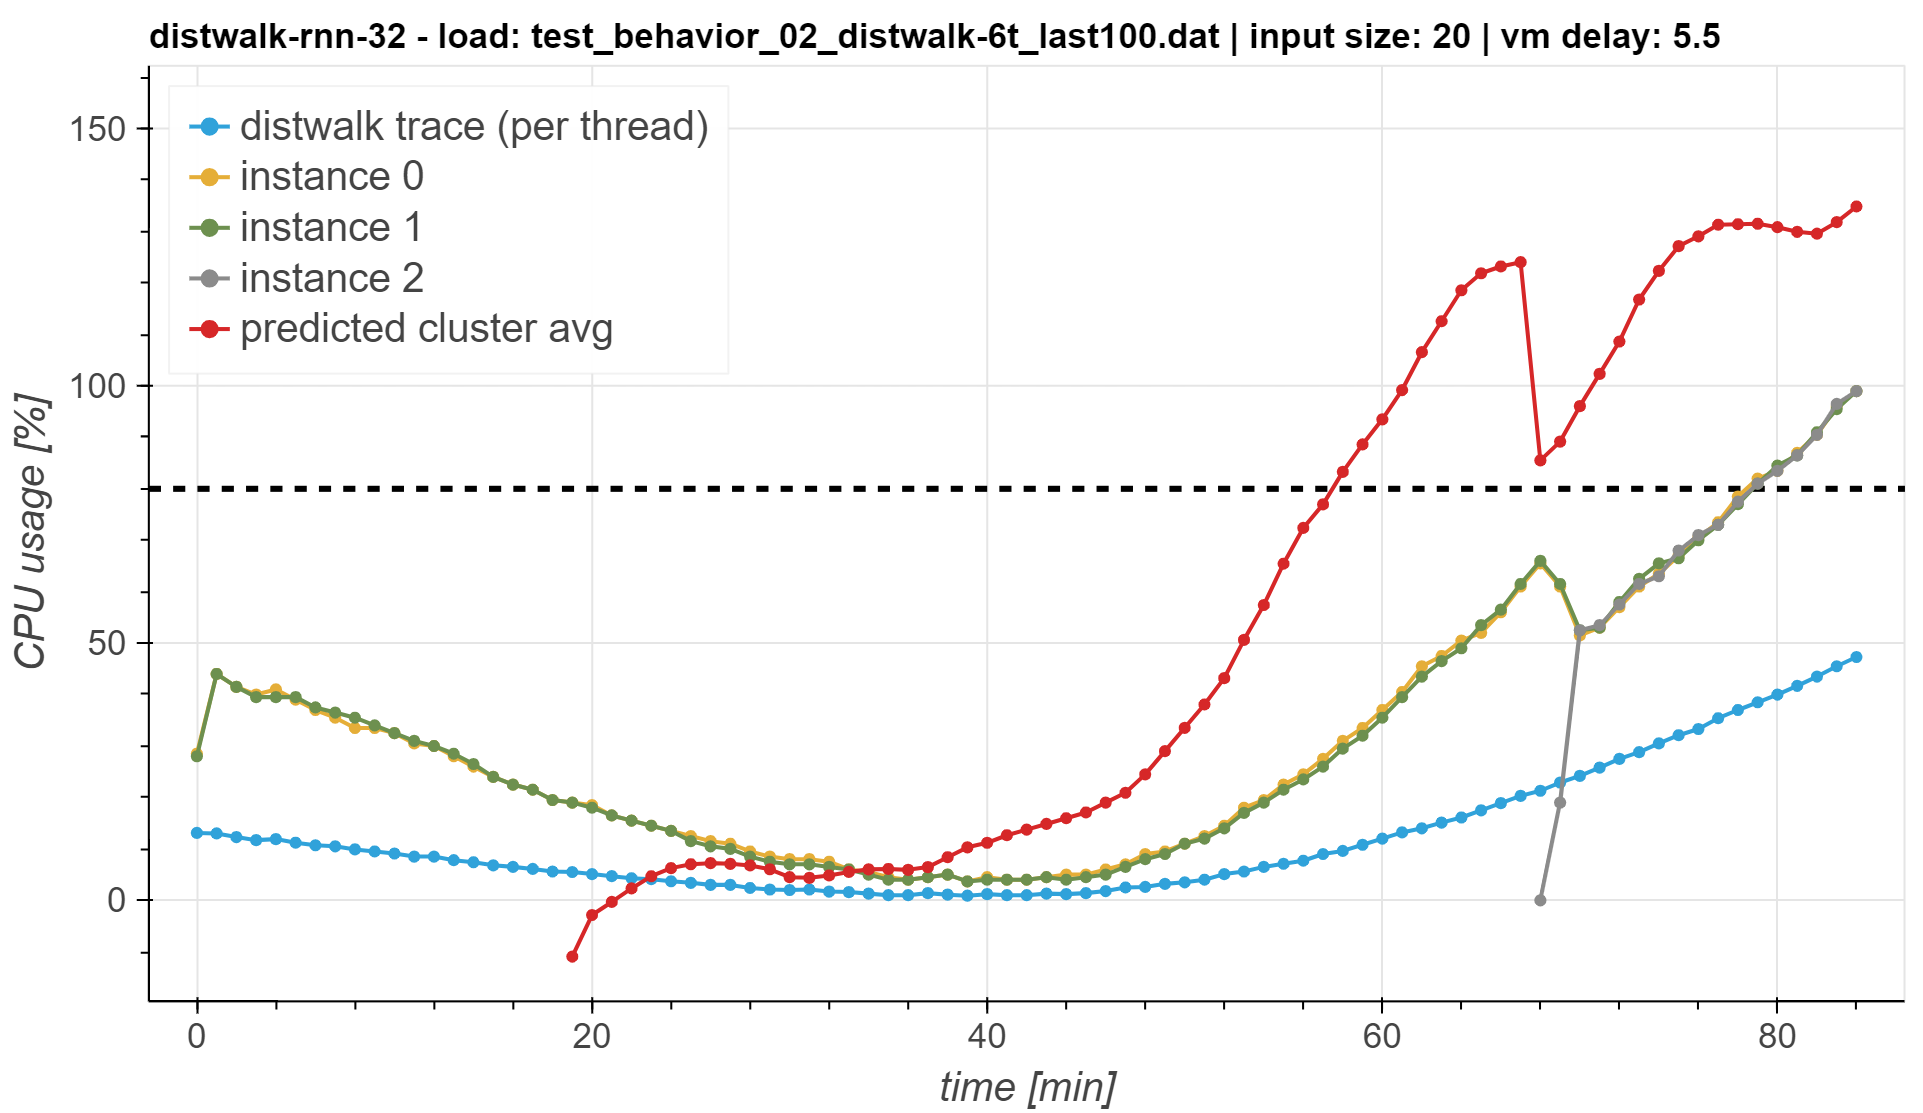 distwalk-rnn-32 - load: test_behavior_02_distwalk-6t_last100.dat | input size: 20 | vm delay: 5.5
distwalk trace (per thread)
instance 0
instance 1
instance 2
predicted cluster avg
CPU usage [%]
150
100
50
0
0
20
40
60
80
time [min]